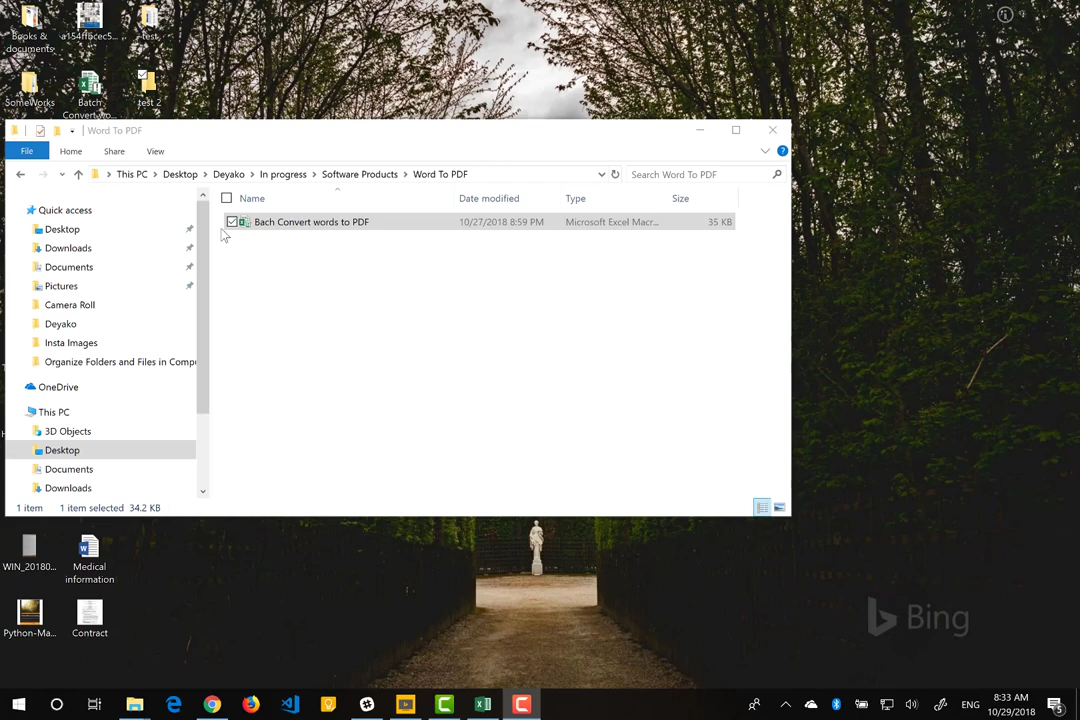 Books &
documents
a154ff5cec5...
test
SomeWorks
Batch
Convert wo...
test 2
Word To PDF
File
Home
Share
View
This PC
Desktop
Deyako
In progress
Software Products
Word To PDF
Search Word To PDF
Name
Date modified
Type
Size
Bach Convert words to PDF
10/27/2018 8:59 PM
Microsoft Excel Macr...
35 KB
Quick access
Desktop
Downloads
Documents
Pictures
Camera Roll
Deyako
Insta Images
Organize Folders and Files in Compu
OneDrive
This PC
3D Objects
Desktop
Documents
Downloads
1 item
1 item selected 34.2 KB
WIN_20180...
Medical
information
Python-Ma...
Contract
Bing
ENG
8:33 AM
10/29/2018
5